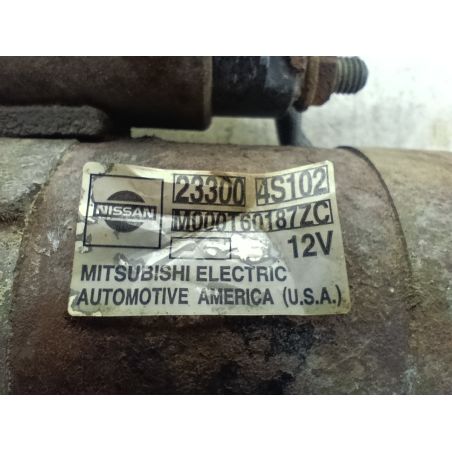 NISSAN
23300 4S102
M000T60187ZC
12V
MITSUBISHI ELECTRIC
AUTOMOTIVE AMERICA (U.S.A.)